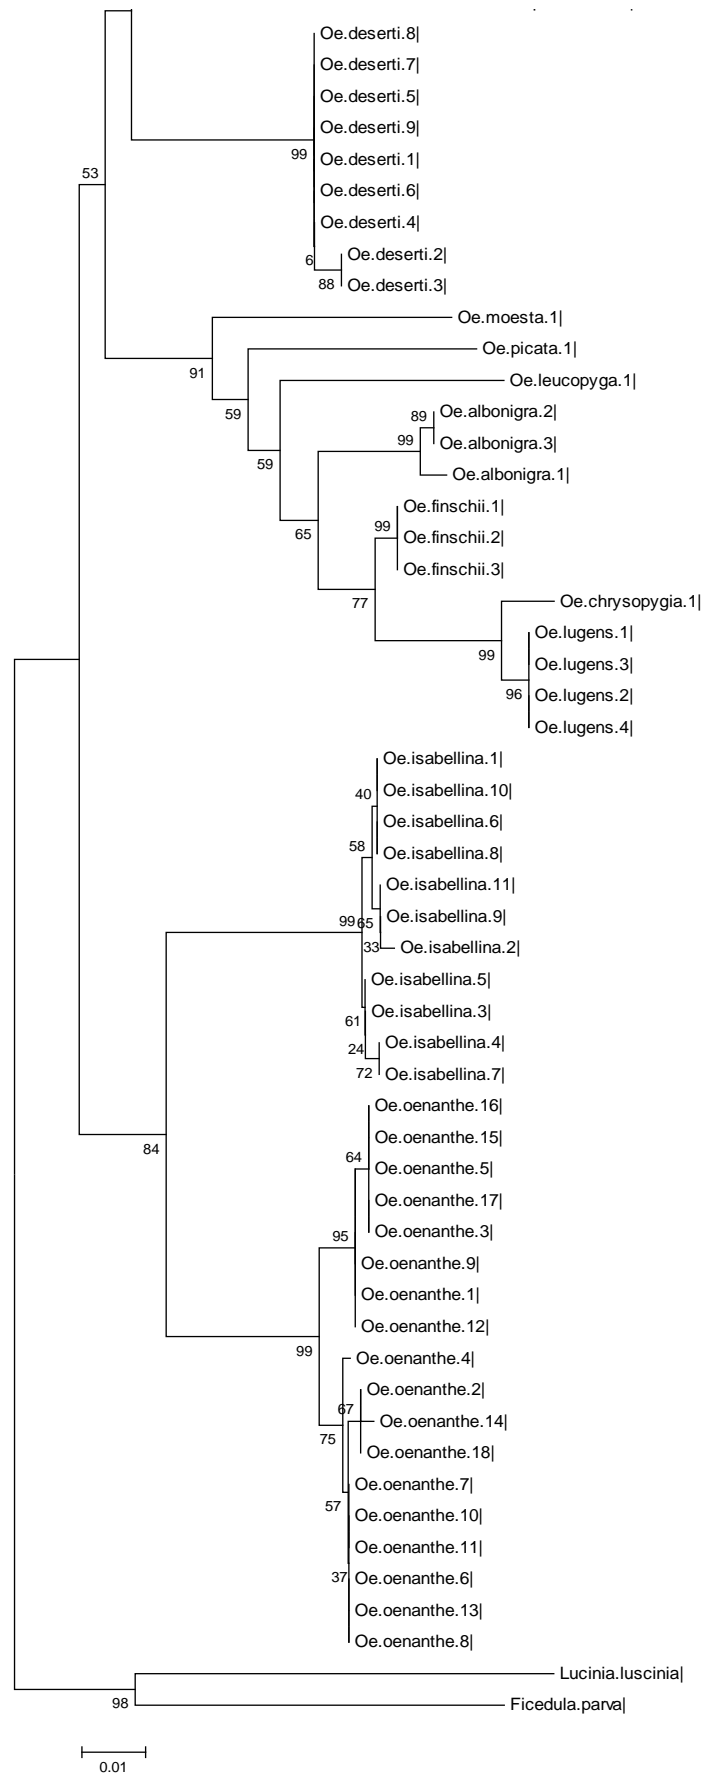 Oe.deserti.8|
Oe.deserti.7|
Oe.deserti.5|
Oe.deserti.9|
99
Oe.deserti.1|
53
Oe.deserti.6|
Oe.deserti.4|
Oe.deserti.2|
6
88
Oe.deserti.3|
Oe.moesta.1|
Oe.picata.1|
91
Oe.leucopyga.1|
59
Oe.albonigra.2|
89
Oe.albonigra.3|
99
59
Oe.albonigra.1|
Oe.finschii.1|
99
65
Oe.finschii.2|
Oe.finschii.3|
77
Oe.chrysopygia.1|
Oe.lugens.1|
99
Oe.lugens.3|
96
Oe.lugens.2|
Oe.lugens.4|
Oe.isabellina.1|
40
Oe.isabellina.10|
Oe.isabellina.6|
58
Oe.isabellina.8|
Oe.isabellina.11|
99
65
Oe.isabellina.9|
33
Oe.isabellina.2|
Oe.isabellina.5|
Oe.isabellina.3|
61
Oe.isabellina.4|
24
72
Oe.isabellina.7|
Oe.oenanthe.16|
Oe.oenanthe.15|
84
64
Oe.oenanthe.5|
Oe.oenanthe.17|
Oe.oenanthe.3|
95
Oe.oenanthe.9|
Oe.oenanthe.1|
Oe.oenanthe.12|
99
Oe.oenanthe.4|
Oe.oenanthe.2|
67
Oe.oenanthe.14|
75
Oe.oenanthe.18|
Oe.oenanthe.7|
57
Oe.oenanthe.10|
Oe.oenanthe.11|
37
Oe.oenanthe.6|
Oe.oenanthe.13|
Oe.oenanthe.8|
Lucinia.luscinia|
98
Ficedula.parva|
0.01